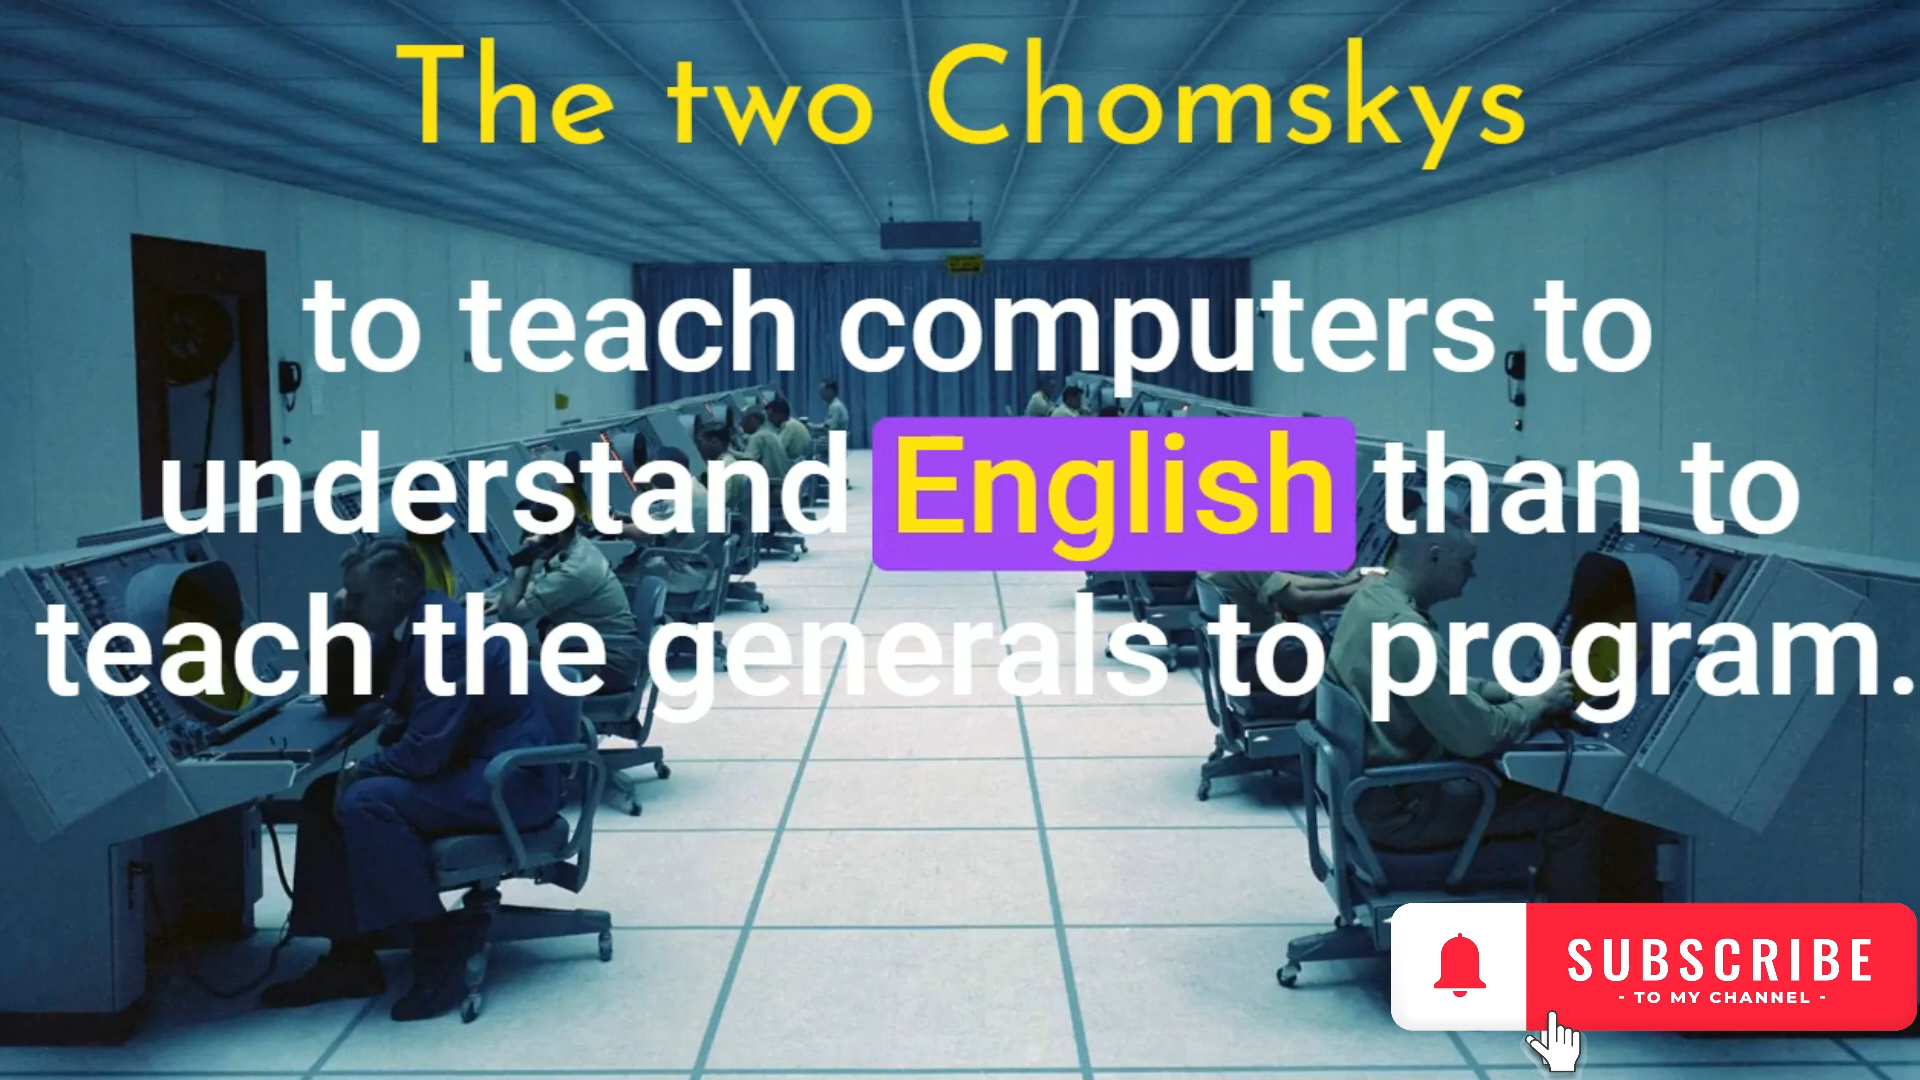 The two Chomskys
to teach computers to
understand English than to
teach the generals to program.
SUBSCRIBE
- TO MY CHANNEL -